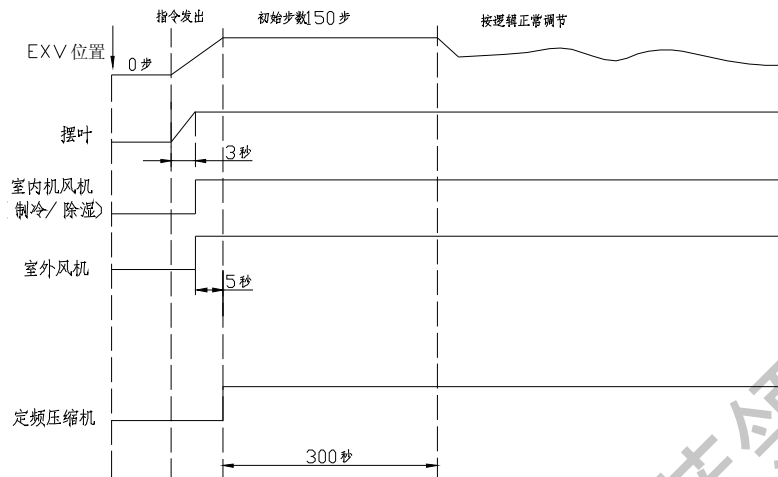 指令发出
初始步数150步
按逻辑正常调节
EXV位置
0步
摆叶
3秒
室内机风机
制冷/除湿)
室外风机
5秒
定频压缩机
300秒